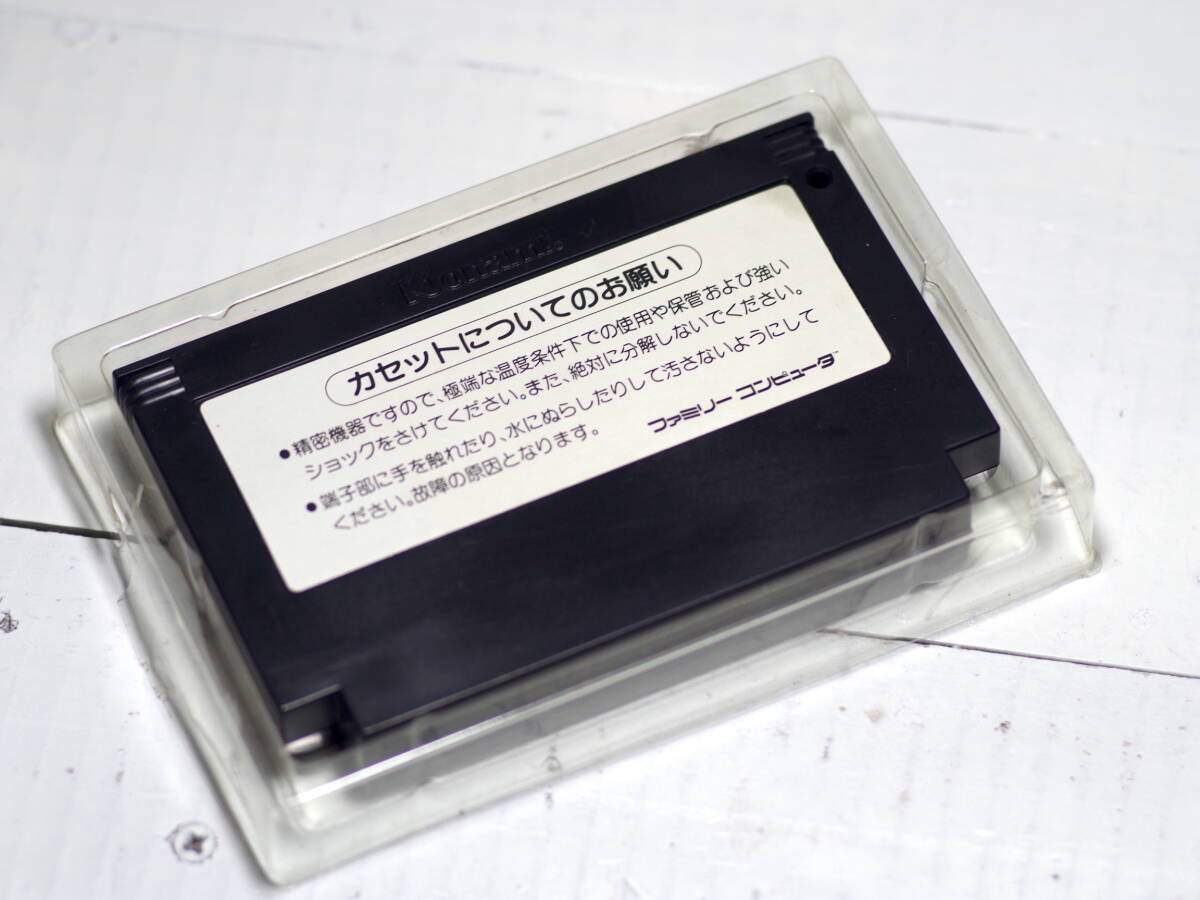 Konami®
カセットについてのお願い
●精密機器ですので、極端な温度条件下での使用や保管および強い
ショックをさけてください。また、絶対に分解しないでください。
●端子部に手を触れたり、水にぬらしたりして汚さないようにして
ください。故障の原因となります。
ファミリー コンピュータ™